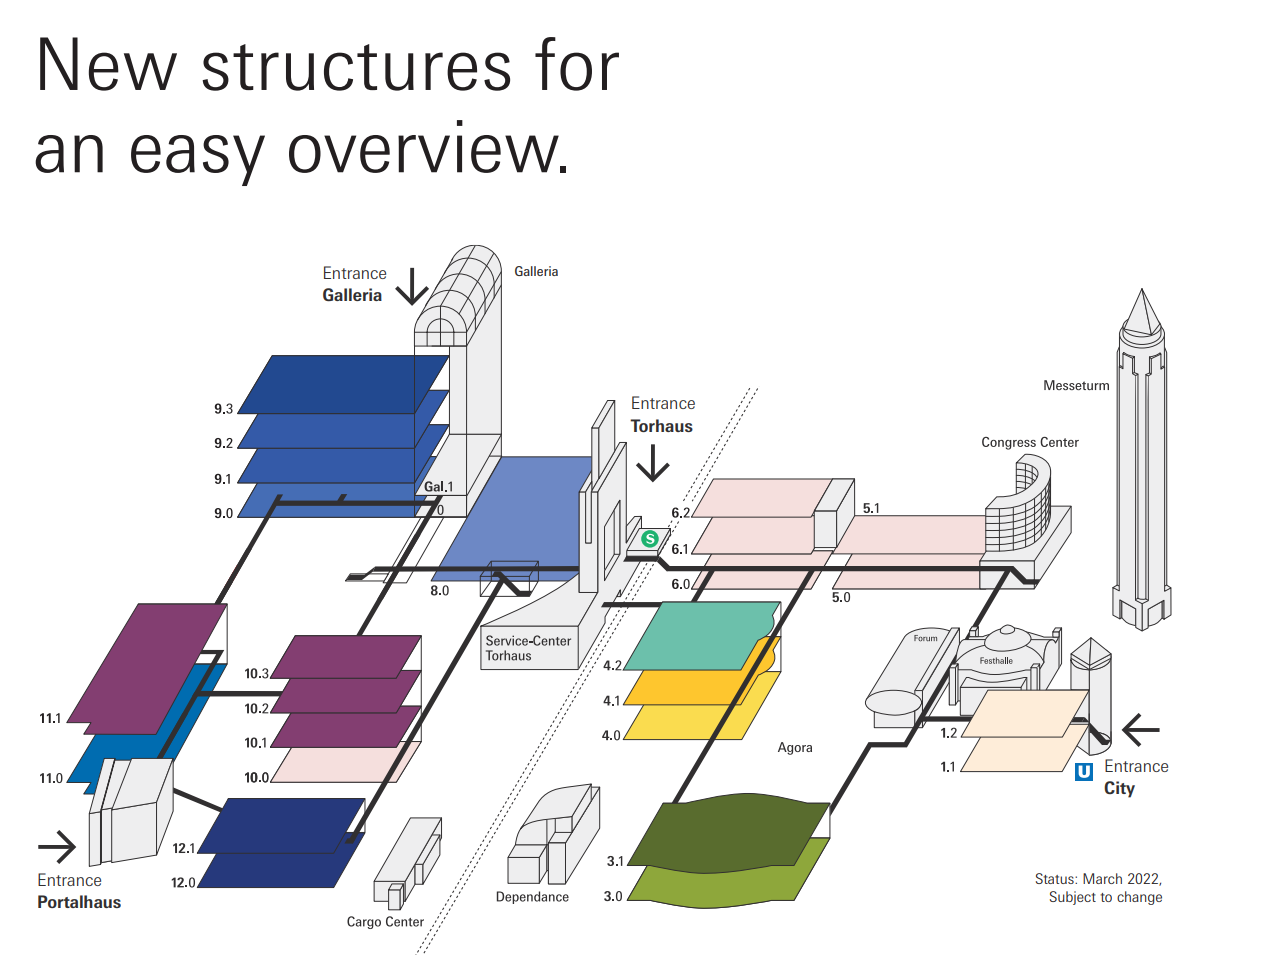 New structures for
an easy overview.
Entrance
Galleria
Galleria
Entrance
Torhaus
Messeturm
Congress Center
9.3
9.2
9.1
9.0
Gal.1
0
8.0
S
6.2
6.1
6.0
5.1
5.0
Service-Center
Torhaus
4.2
4.1
4.0
Forum
Festhalle
11.1
11.0
10.3
10.2
10.1
10.0
1.2
1.1
Agora
U
Entrance
City
12.1
12.0
3.1
3.0
Entrance
Portalhaus
Cargo Center
Dependance
Status: March 2022,
Subject to change